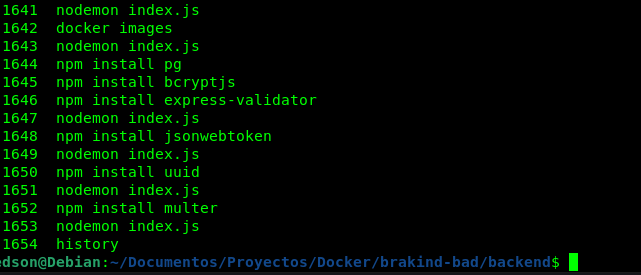 1641 nodemon index.js
1642 docker images
1643 nodemon index.js
1644 npm install pg
1645 npm install bcryptjs
1646 npm install express-validator
1647 nodemon index.js
1648 npm install jsonwebtoken
1649 nodemon index.js
1650 npm install uuid
1651 nodemon index.js
1652 npm install multer
1653 nodemon index.js
1654 history
edson@Debian:~/Documentos/Proyectos/Docker/brakind-bad/backend$